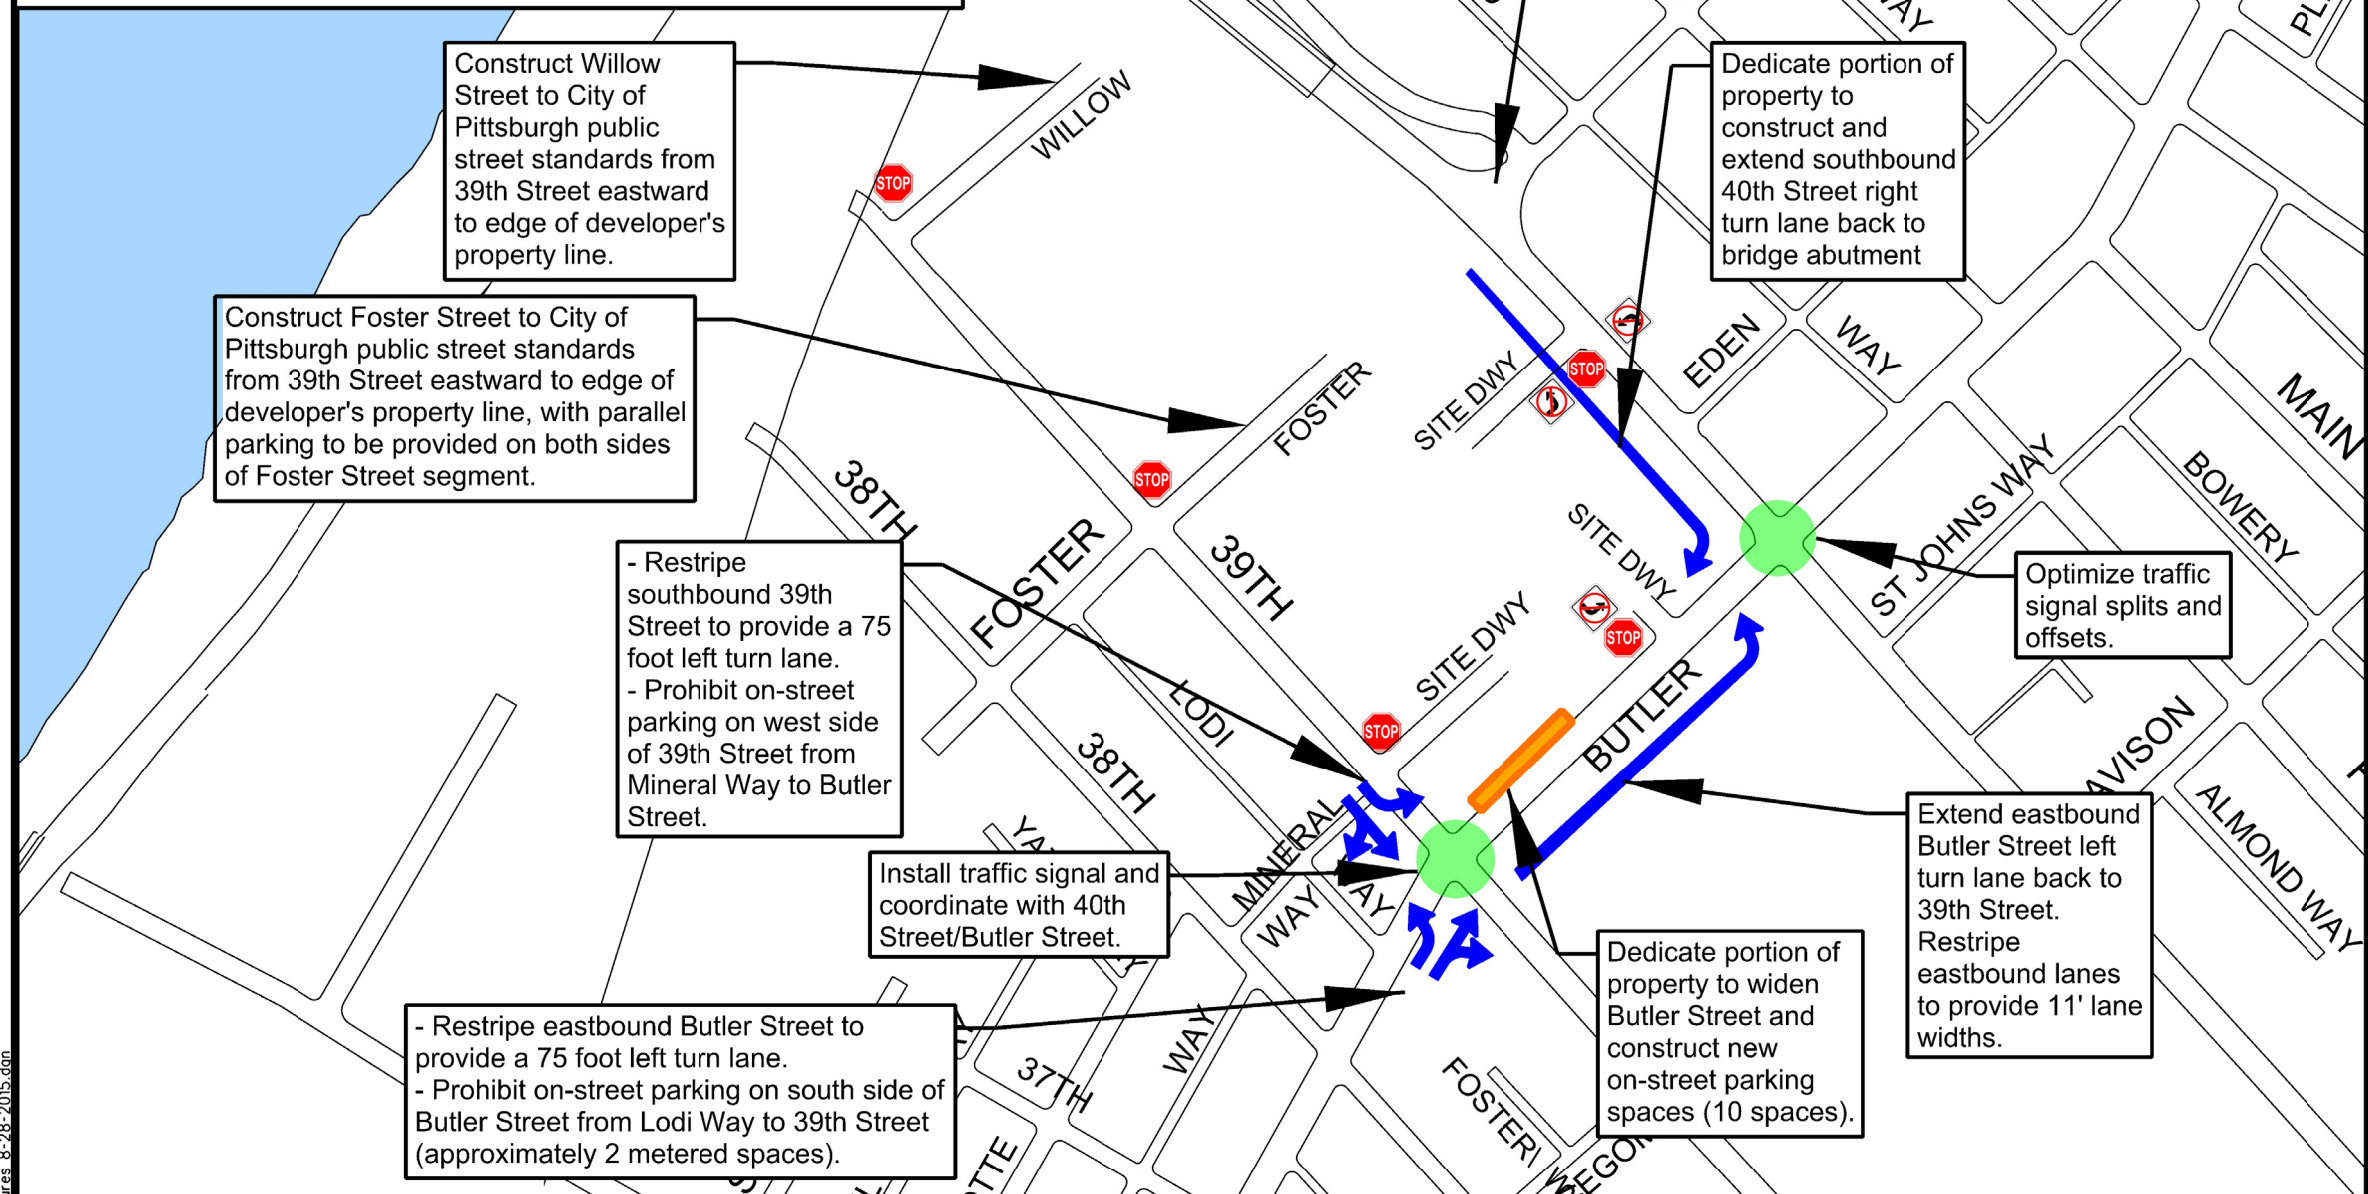 Construct Willow
Street to City of
Pittsburgh public
street standards from
39th Street eastward
to edge of developer's
property line.
WILLOW
STOP
Dedicate portion of
property to
construct and
extend southbound
40th Street right
turn lane back to
bridge abutment
Construct Foster Street to City of
Pittsburgh public street standards
from 39th Street eastward to edge of
developer's property line, with parallel
parking to be provided on both sides
of Foster Street segment.
FOSTER
STOP
SITE DWY
STOP
EDEN
WAY
MAIN
38TH
FOSTER
39TH
SITE DWY
ST JOHNS WAY
BOWERY
- Restripe
southbound 39th
Street to provide a 75
foot left turn lane.
- Prohibit on-street
parking on west side
of 39th Street from
Mineral Way to Butler
Street.
Optimize traffic
signal splits and
offsets.
SITE DWY
STOP
STOP
LODI
38TH
BUTLER
AVISON
ALMOND WAY
MINERAL
WAY
Install traffic signal and
coordinate with 40th
Street/Butler Street.
Extend eastbound
Butler Street left
turn lane back to
39th Street.
Restripe
eastbound lanes
to provide 11' lane
widths.
Dedicate portion of
property to widen
Butler Street and
construct new
on-street parking
spaces (10 spaces).
- Restripe eastbound Butler Street to
provide a 75 foot left turn lane.
- Prohibit on-street parking on south side of
Butler Street from Lodi Way to 39th Street
(approximately 2 metered spaces).
WAY
37TH
8-28-2015.dgn